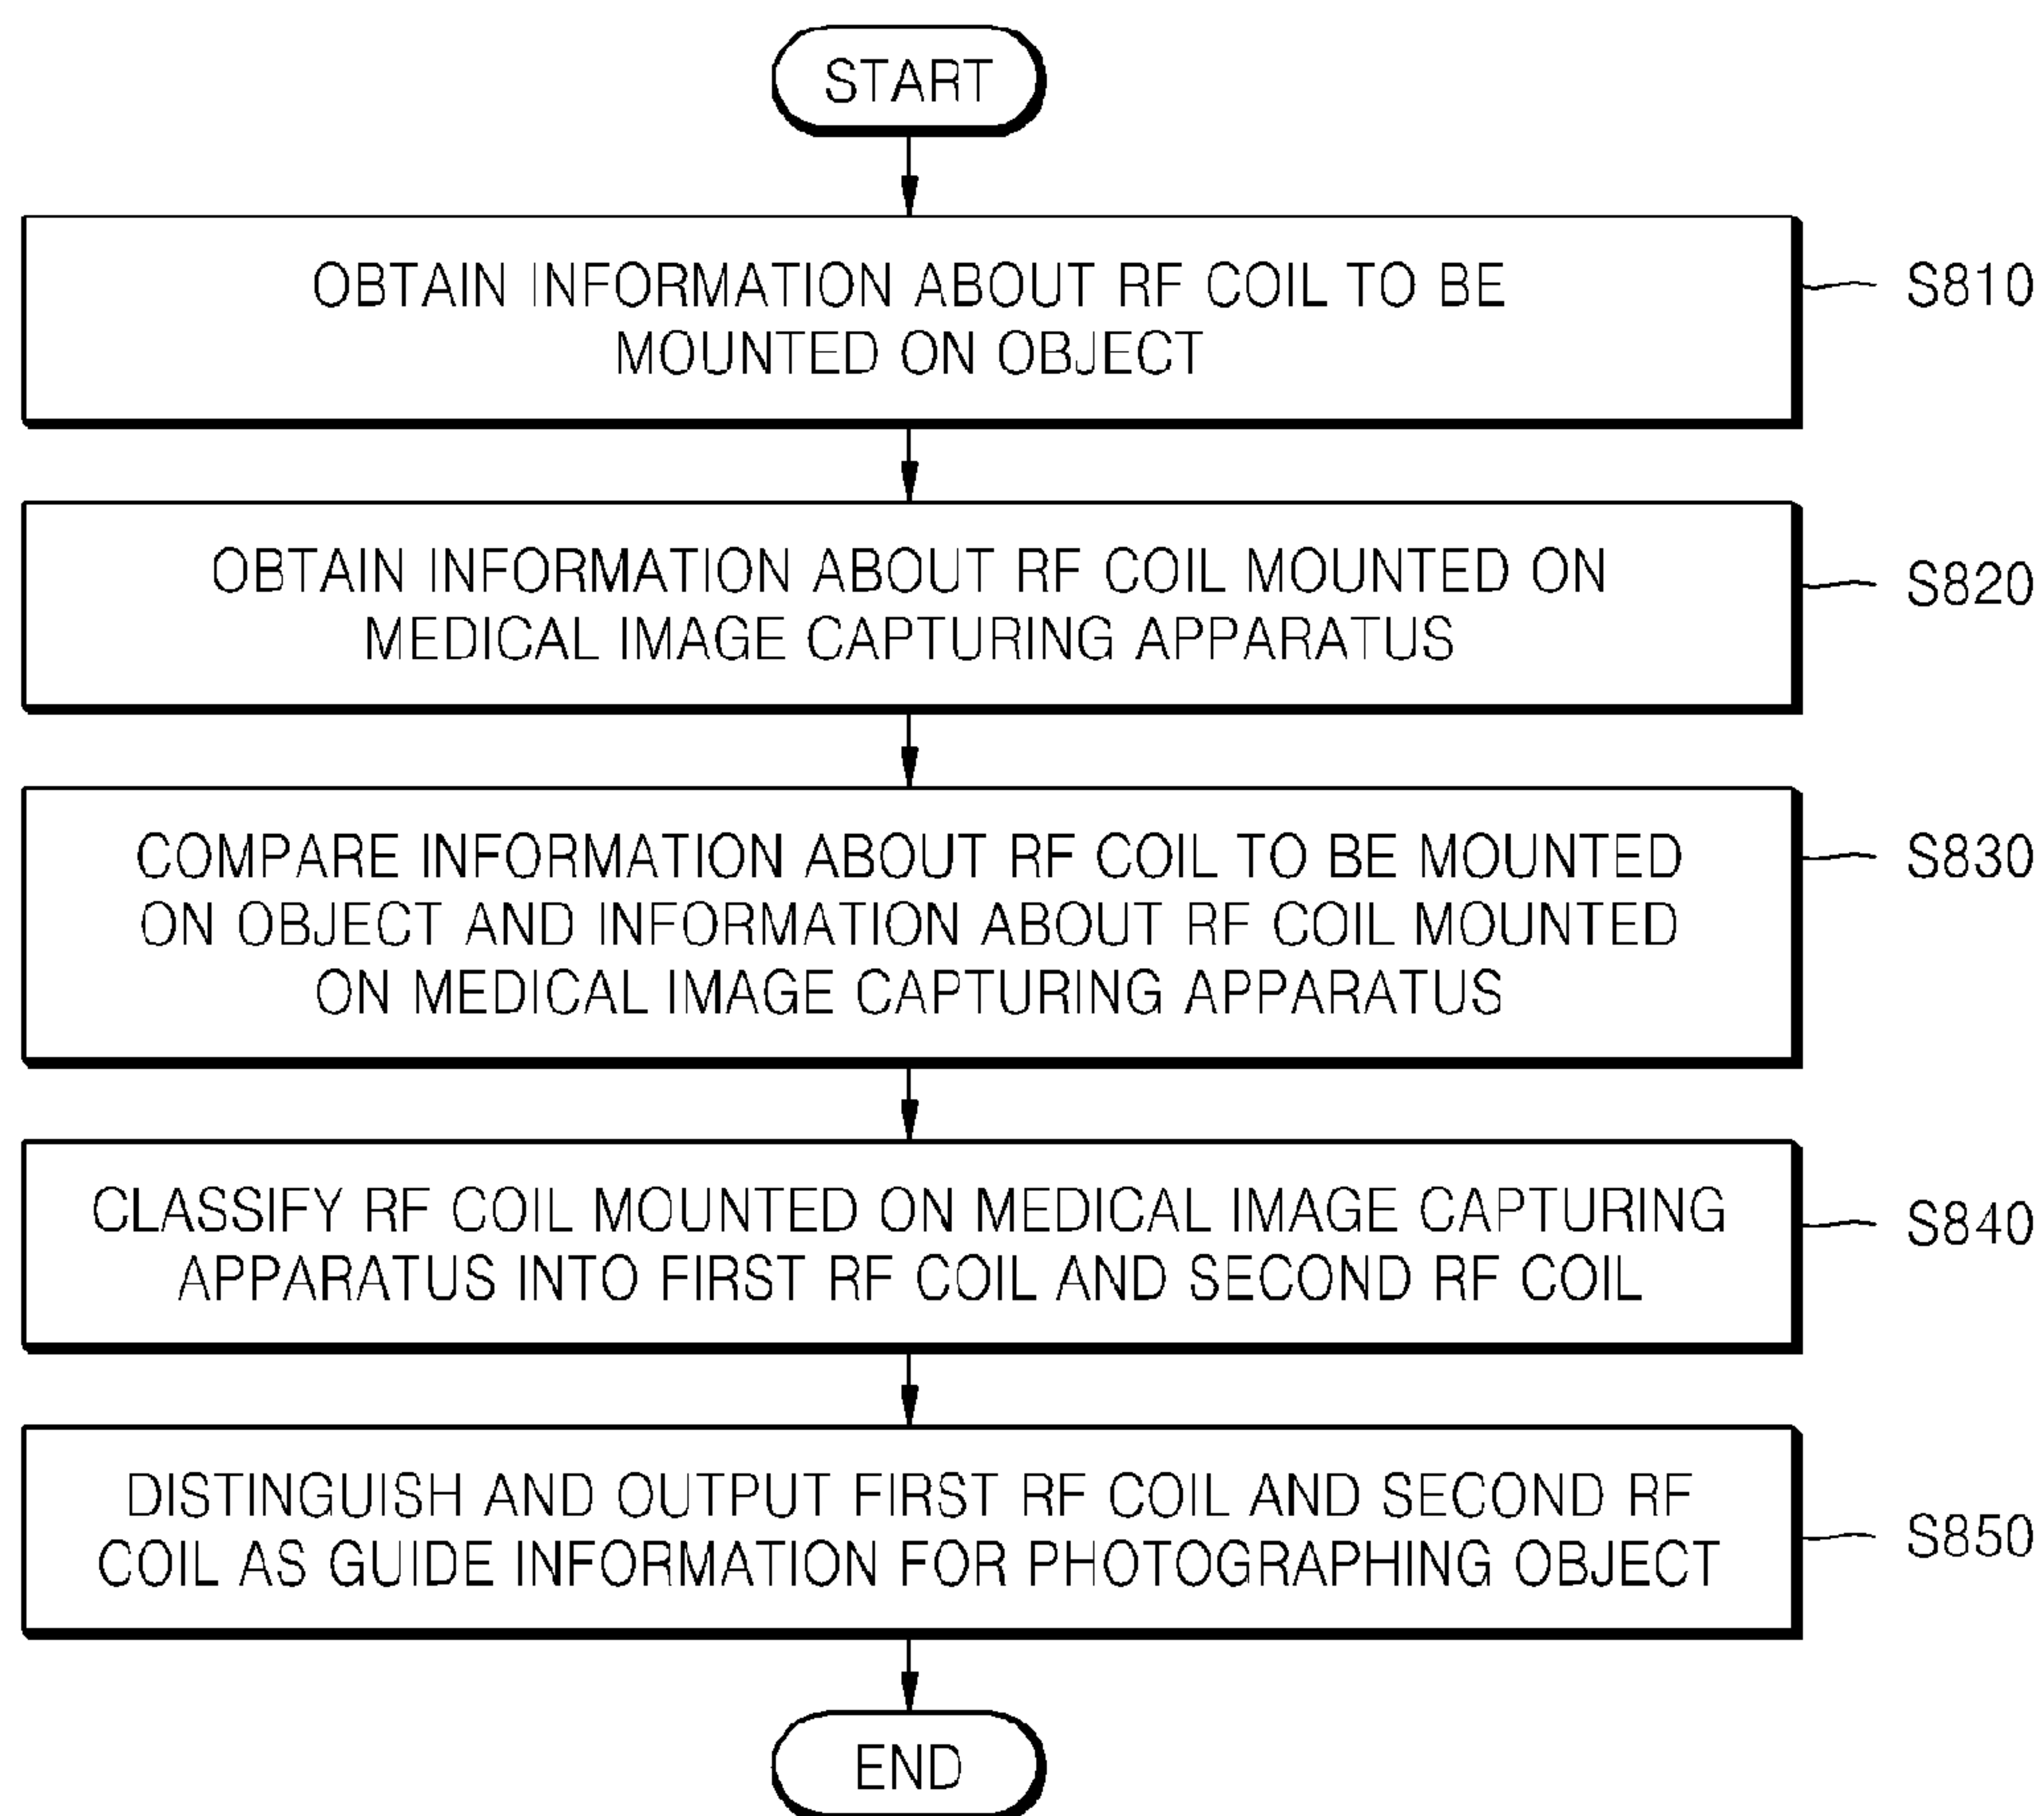 START
OBTAIN INFORMATION ABOUT RF COIL TO BE
MOUNTED ON OBJECT
S810
OBTAIN INFORMATION ABOUT RF COIL MOUNTED ON
MEDICAL IMAGE CAPTURING APPARATUS
S820
COMPARE INFORMATION ABOUT RF COIL TO BE MOUNTED
ON OBJECT AND INFORMATION ABOUT RF COIL MOUNTED
ON MEDICAL IMAGE CAPTURING APPARATUS
S830
CLASSIFY RF COIL MOUNTED ON MEDICAL IMAGE CAPTURING
APPARATUS INTO FIRST RF COIL AND SECOND RF COIL
S840
DISTINGUISH AND OUTPUT FIRST RF COIL AND SECOND RF
COIL AS GUIDE INFORMATION FOR PHOTOGRAPHING OBJECT
S850
END